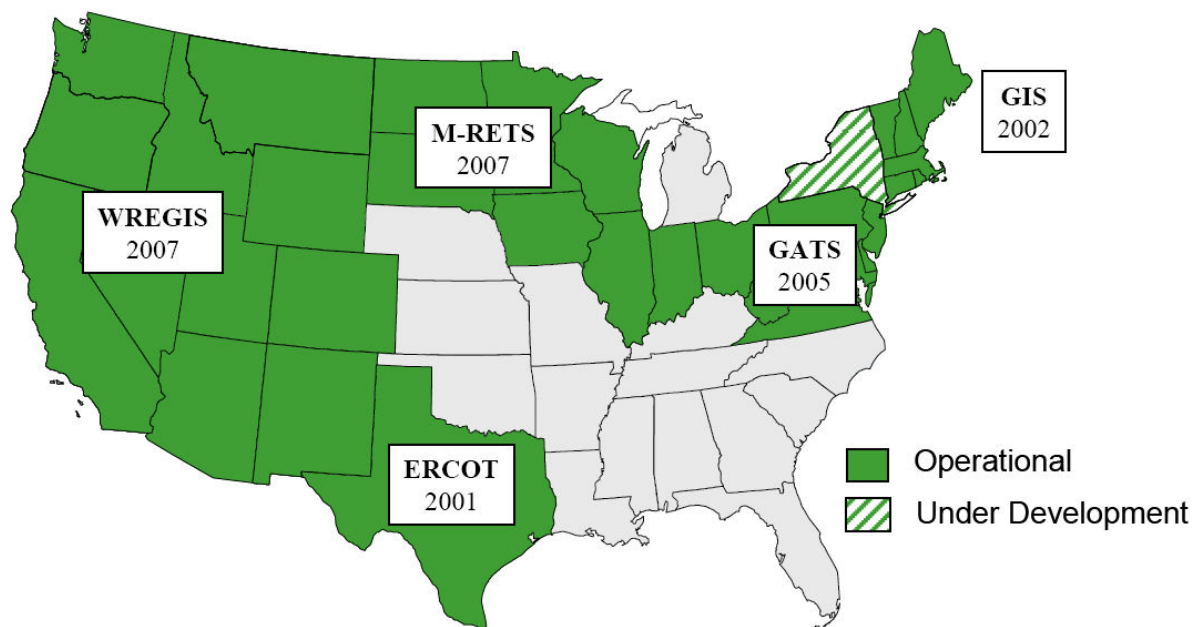 GIS
2002
M-RETS
2007
WREGIS
2007
GATS
2005
ERCOT
2001
Operational
Under Development